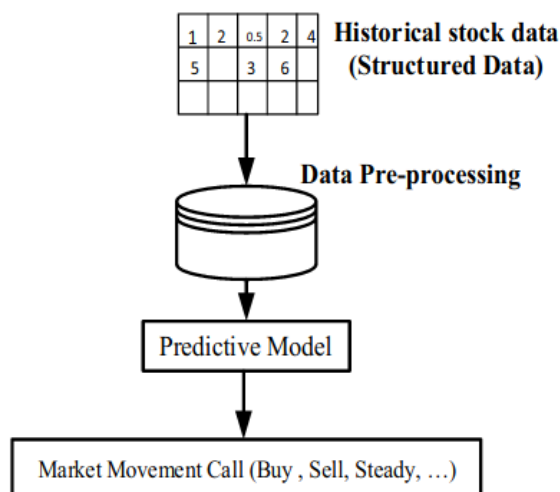 1 2 0.5 2 4
Historical stock data
(Structured Data)
5 3 6
Data Pre-processing
Predictive Model
Market Movement Call (Buy , Sell, Steady, ...)